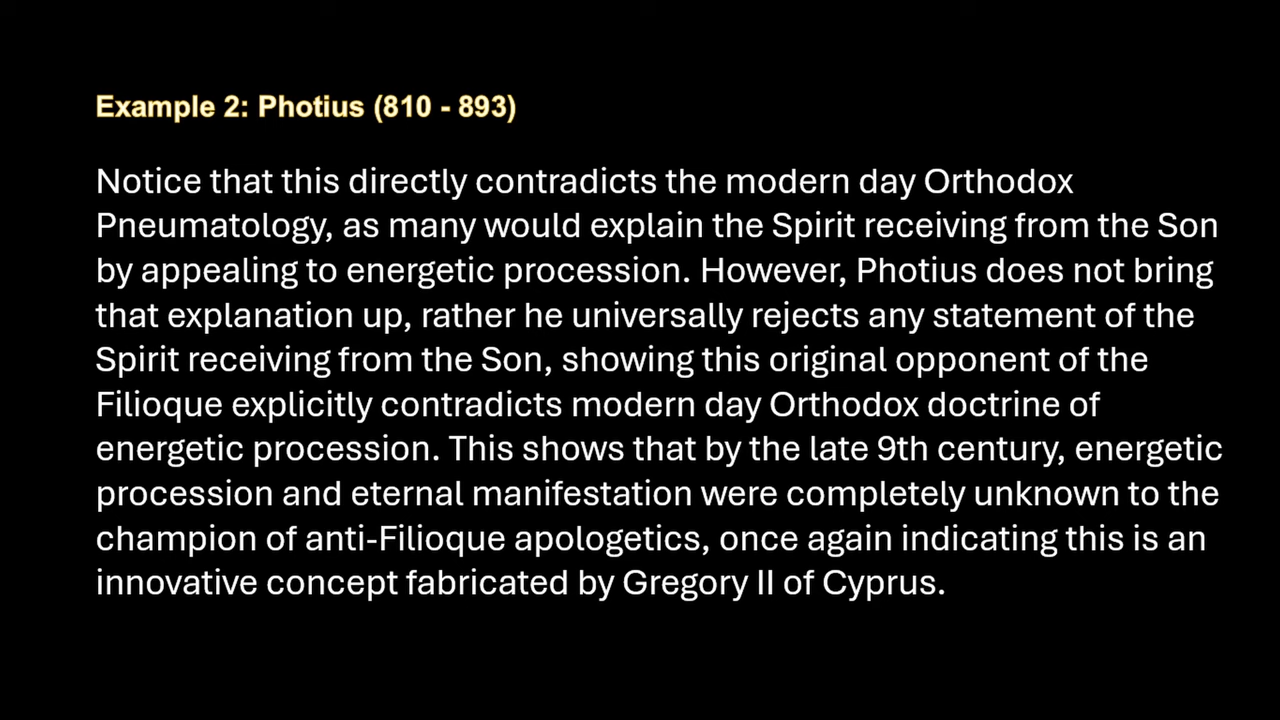 Example 2: Photius (810 - 893)
Notice that this directly contradicts the modern day Orthodox
Pneumatology, as many would explain the Spirit receiving from the Son
by appealing to energetic procession. However, Photius does not bring
that explanation up, rather he universally rejects any statement of the
Spirit receiving from the Son, showing this original opponent of the
Filioque explicitly contradicts modern day Orthodox doctrine of
energetic procession. This shows that by the late 9th century, energetic
procession and eternal manifestation were completely unknown to the
champion of anti-Filioque apologetics, once again indicating this is an
innovative concept fabricated by Gregory II of Cyprus.